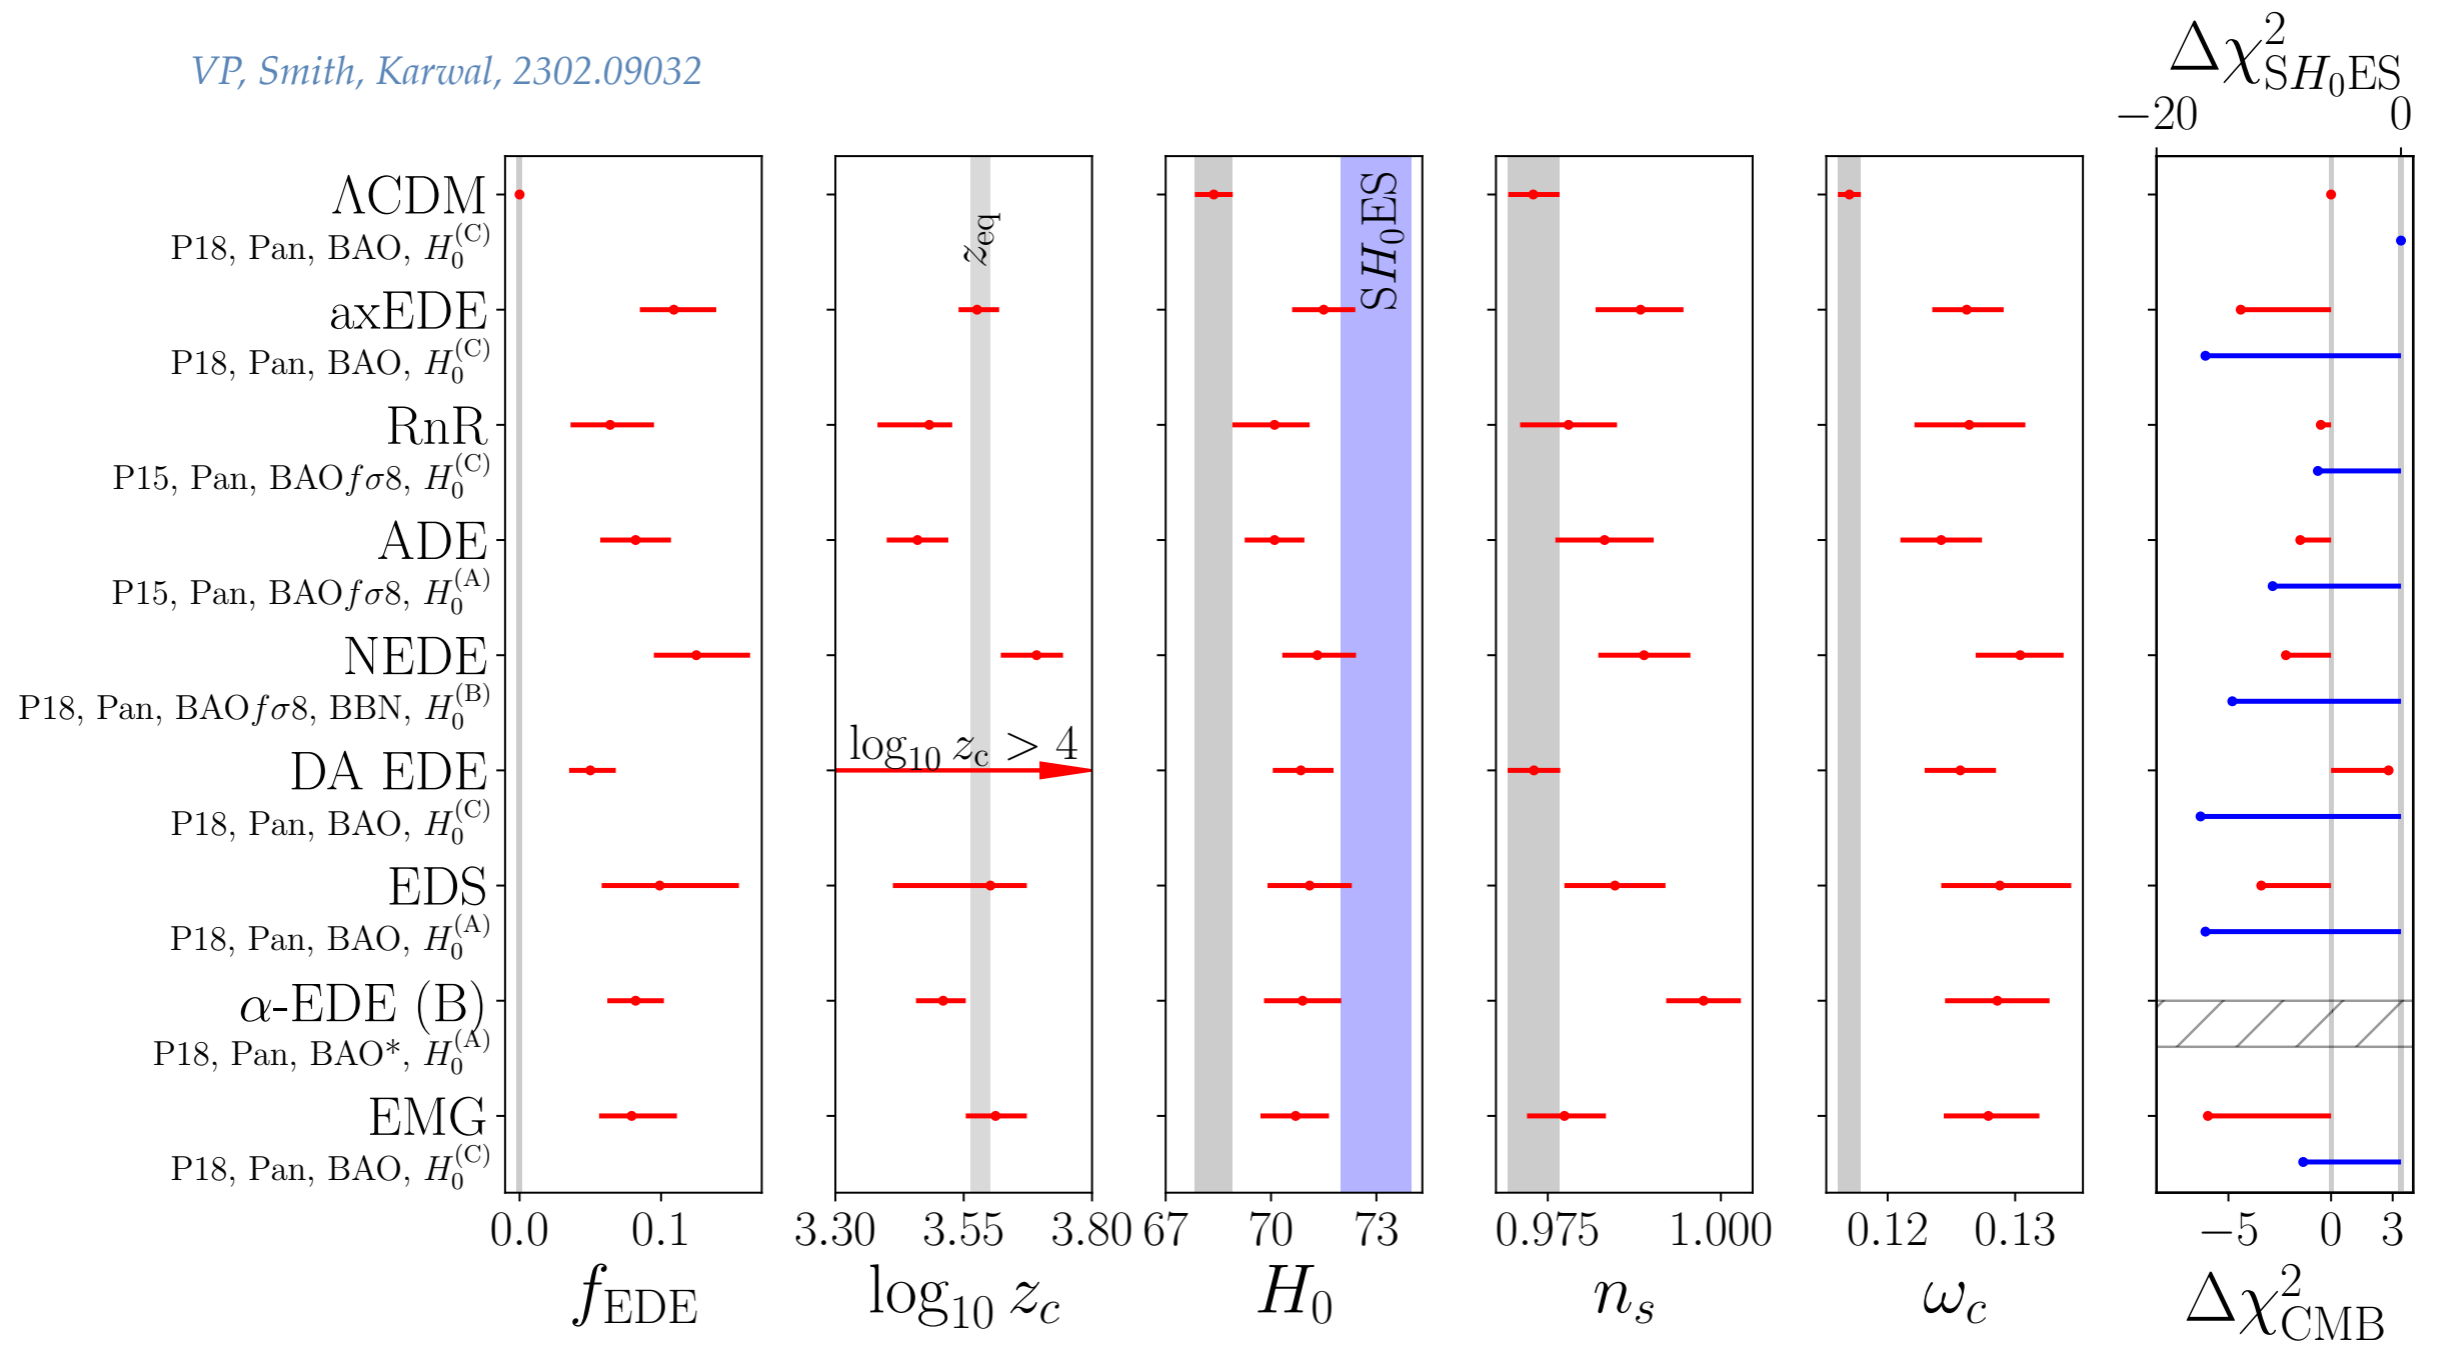 VP, Smith, Karwal, 2302.09032
Δχ²SH₀ES
−20 0
ΛCDM
P18, Pan, BAO, H₀⁽ᶜ⁾
axEDE
P18, Pan, BAO, H₀⁽ᶜ⁾
RnR
P15, Pan, BAOfσ8, H₀⁽ᶜ⁾
ADE
P15, Pan, BAOfσ8, H₀⁽ᴬ⁾
NEDE
P18, Pan, BAOfσ8, BBN, H₀⁽ᴮ⁾
DA EDE
P18, Pan, BAO, H₀⁽ᶜ⁾
EDS
P18, Pan, BAO, H₀⁽ᴬ⁾
α-EDE (B)
P18, Pan, BAO*, H₀⁽ᴬ⁾
EMG
P18, Pan, BAO, H₀⁽ᶜ⁾
zeq
log₁₀ zc > 4
SH₀ES
0.0 0.1
fEDE
3.30 3.55 3.80
log₁₀ zc
67 70 73
H₀
0.975 1.000
ns
0.12 0.13
ωc
−5 0 3
Δχ²CMB